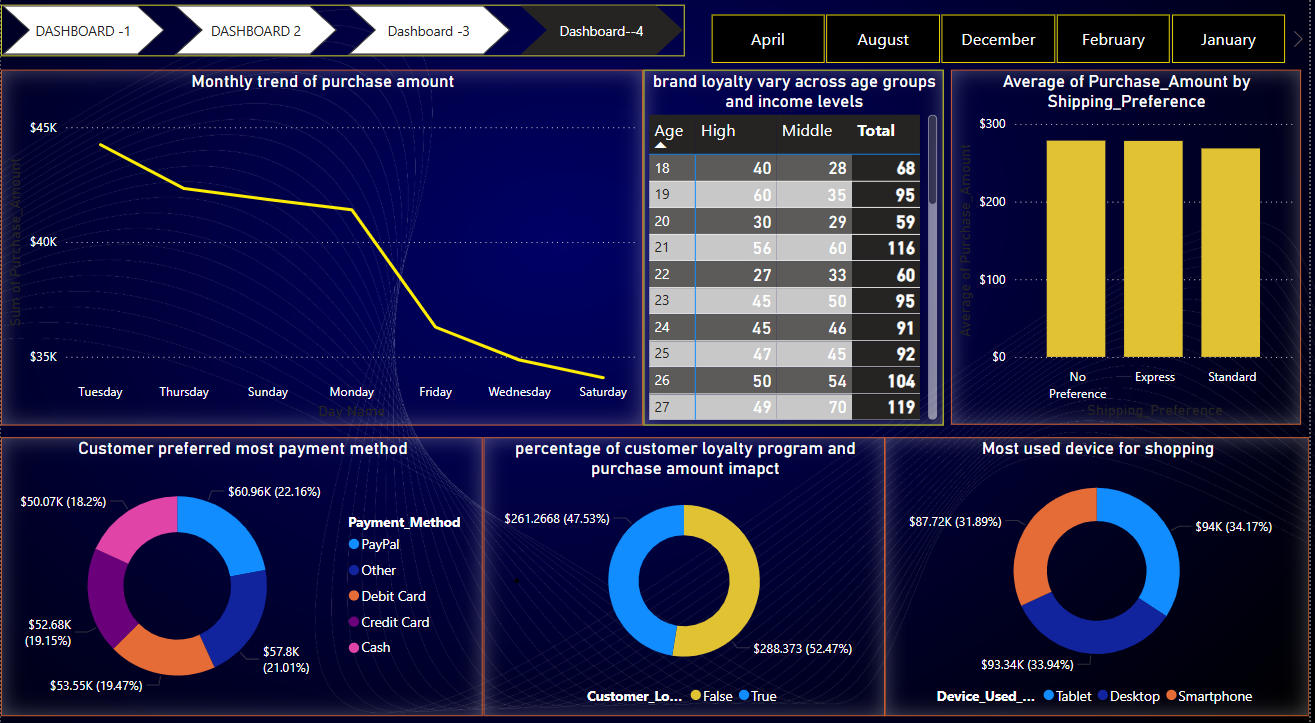 DASHBOARD -1
DASHBOARD 2
Dashboard -3
Dashboard--4
April
August
December
February
January
Monthly trend of purchase amount
$45K
$40K
$35K
Sum of Purchase_Amount
Tuesday
Thursday
Sunday
Monday
Friday
Wednesday
Saturday
Day Name
brand loyalty vary across age groups
and income levels
Age High Middle Total
18 40 28 68
19 60 35 95
20 30 29 59
21 56 60 116
22 27 33 60
23 45 50 95
24 45 46 91
25 47 45 92
26 50 54 104
27 49 70 119
Average of Purchase_Amount by
Shipping_Preference
$300
$200
$100
$0
Average of Purchase_Amount
No
Preference
Express
Standard
Shipping_Preference
Customer preferred most payment method
$60.96K (22.16%)
$57.8K
(21.01%)
$53.55K (19.47%)
$52.68K
(19.15%)
$50.07K (18.2%)
Payment_Method
PayPal
Other
Debit Card
Credit Card
Cash
percentage of customer loyalty program and
purchase amount imapct
$261.2668 (47.53%)
$288.373 (52.47%)
Customer_Lo... False True
Most used device for shopping
$87.72K (31.89%)
$94K (34.17%)
$93.34K (33.94%)
Device_Used_... Tablet Desktop Smartphone